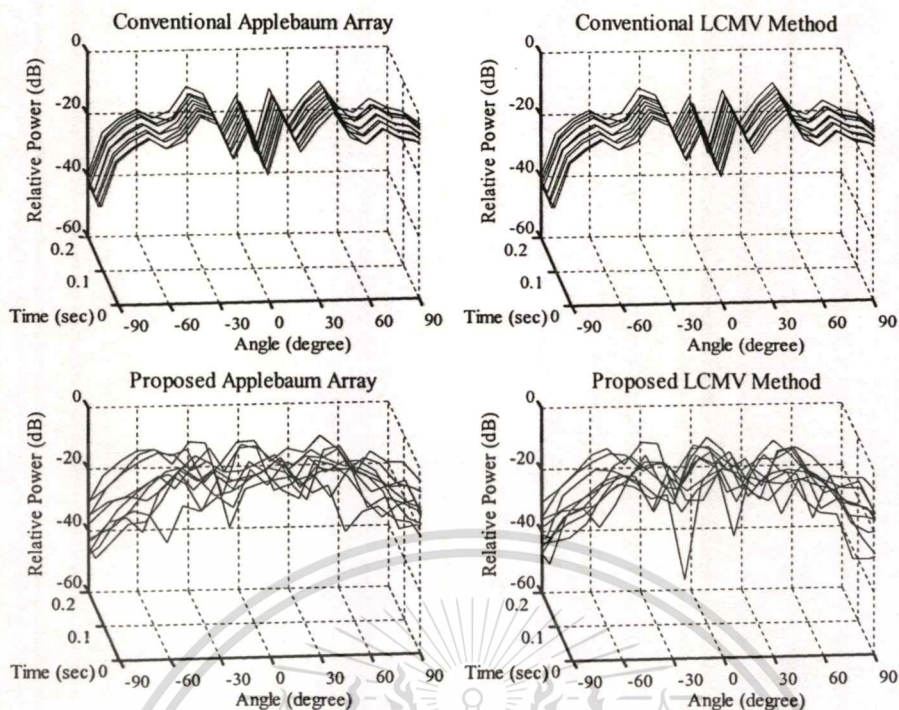 Conventional Applebaum Array
Relative Power (dB)
0
-20
-40
-60
0.2
0.1
Time (sec) 0
-90 -60 -30 0 30 60 90
Angle (degree)
Conventional LCMV Method
Relative Power (dB)
0
-20
-40
-60
0.2
0.1
Time (sec) 0
-90 -60 -30 0 30 60 90
Angle (degree)
Proposed Applebaum Array
Relative Power (dB)
0
-20
-40
-60
0.2
0.1
Time (sec) 0
-90 -60 -30 0 30 60 90
Angle (degree)
Proposed LCMV Method
Relative Power (dB)
0
-20
-40
-60
0.2
0.1
Time (sec) 0
-90 -60 -30 0 30 60 90
Angle (degree)